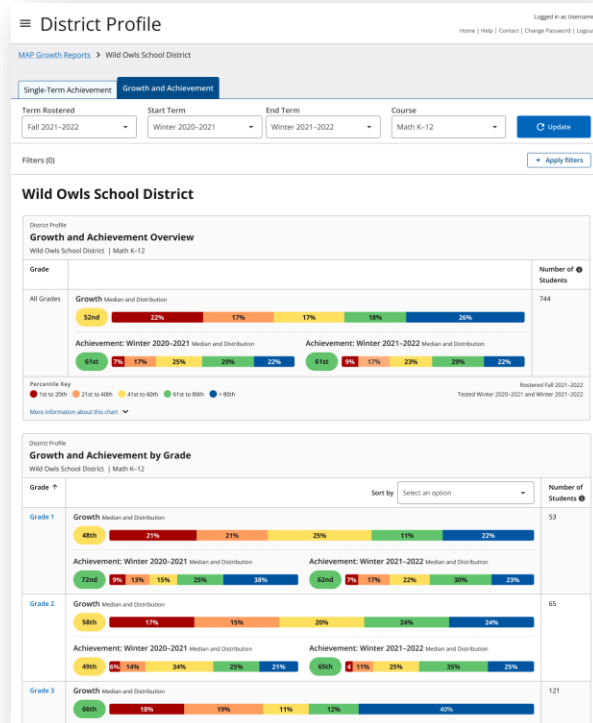 Logged in as Username
District Profile
Home | Help | Contact | Change Password | Logout
MAP Growth Reports > Wild Owls School District
Single-Term Achievement Growth and Achievement
Term Rostered Start Term End Term Course
Fall 2021–2022 Winter 2020–2021 Winter 2021–2022 Math K–12 Update
Filters (0) Apply filters
Wild Owls School District
District Profile
Growth and Achievement Overview
Wild Owls School District | Math K–12
Grade Number of Students
All Grades Growth Median and Distribution 744
52nd 22% 17% 17% 18% 26%
Achievement: Winter 2020–2021 Median and Distribution Achievement: Winter 2021–2022 Median and Distribution
61st 7% 17% 25% 29% 22% 61st 9% 17% 23% 29% 22%
Percentile Key Rostered Fall 2021–2022
1st to 20th 21st to 40th 41st to 60th 61st to 80th > 80th Tested Winter 2020–2021 and Winter 2021–2022
More information about this chart
District Profile
Growth and Achievement by Grade
Wild Owls School District | Math K–12
Grade Sort by Select an option Number of Students
Grade 1 Growth Median and Distribution 53
48th 21% 21% 25% 11% 22%
Achievement: Winter 2020–2021 Median and Distribution Achievement: Winter 2021–2022 Median and Distribution
72nd 9% 13% 15% 25% 38% 62nd 7% 17% 22% 30% 23%
Grade 2 Growth Median and Distribution 65
58th 17% 15% 20% 24% 24%
Achievement: Winter 2020–2021 Median and Distribution Achievement: Winter 2021–2022 Median and Distribution
49th 6% 14% 34% 25% 21% 65th 4 11% 25% 35% 25%
Grade 3 Growth Median and Distribution 121
66th 18% 19% 11% 12% 40%